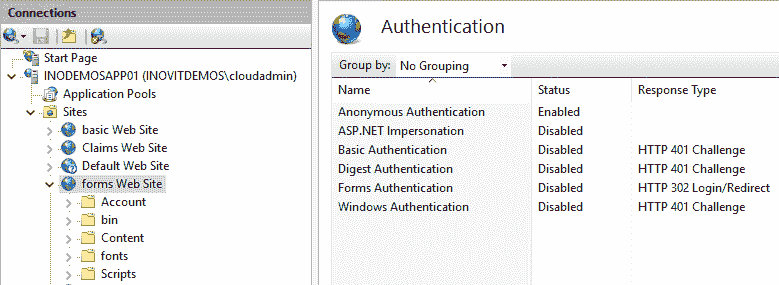 Connections
Start Page
INODEMOSAPP01 (INOVITDEMOS\cloudadmin)
Application Pools
Sites
basic Web Site
Claims Web Site
Default Web Site
forms Web Site
Account
bin
Content
fonts
Scripts
Authentication
Group by: No Grouping
Name Status Response Type
Anonymous Authentication Enabled
ASP.NET Impersonation Disabled
Basic Authentication Disabled HTTP 401 Challenge
Digest Authentication Disabled HTTP 401 Challenge
Forms Authentication Disabled HTTP 302 Login/Redirect
Windows Authentication Disabled HTTP 401 Challenge